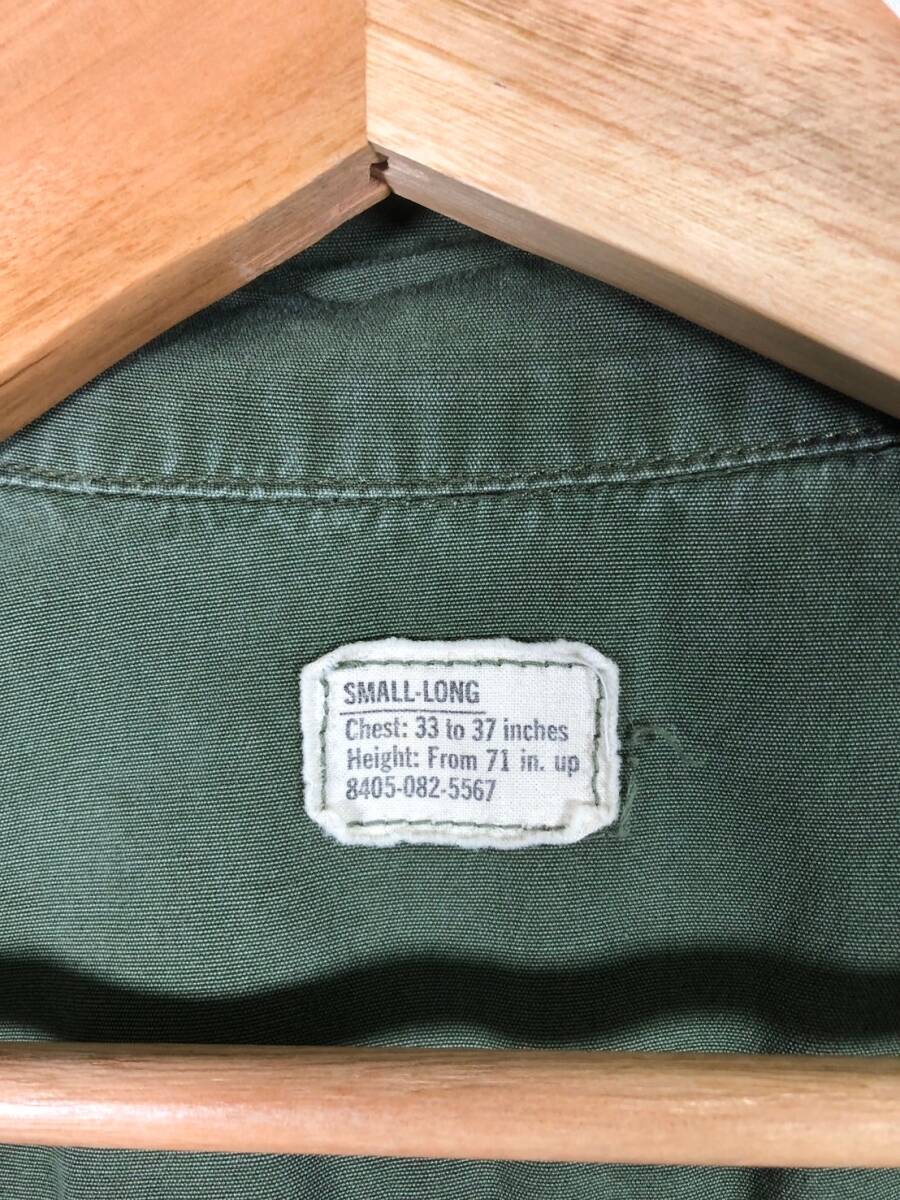 SMALL-LONG
Chest: 33 to 37 inches
Height: From 71 in. up
8405-082-5567